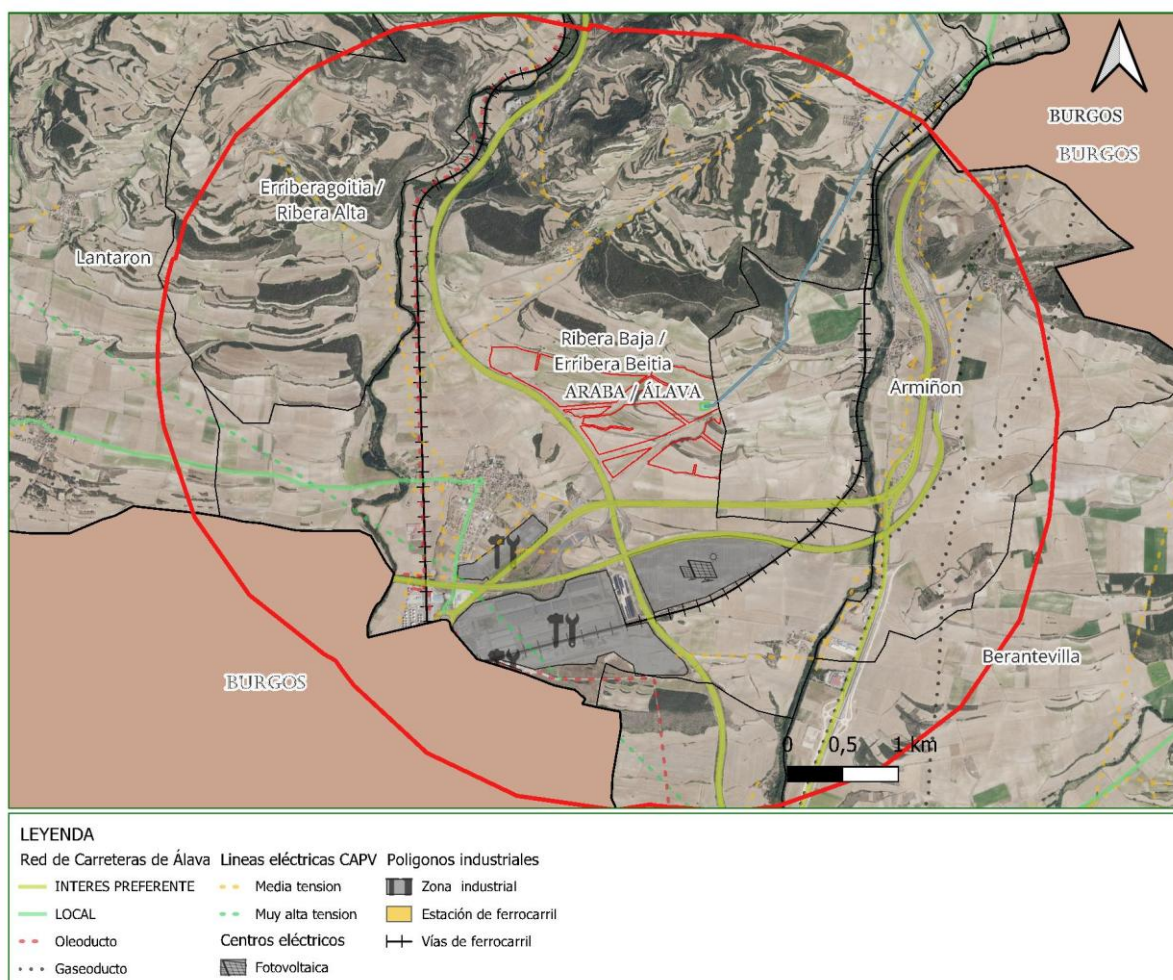 BURGOS
BURGOS
Erriberagoitia /
Ribera Alta
Lantaron
Ribera Baja /
Erribera Beitia
ARABA / ÁLAVA
Armiñon
Berantevilla
BURGOS
0 0,5 1 km
LEYENDA
Red de Carreteras de Álava
INTERES PREFERENTE
LOCAL
Oleoducto
Gaseoducto
Lineas eléctricas CAPV
Media tension
Muy alta tension
Centros eléctricos
Fotovoltaica
Poligonos industriales
Zona industrial
Estación de ferrocarril
Vías de ferrocarril